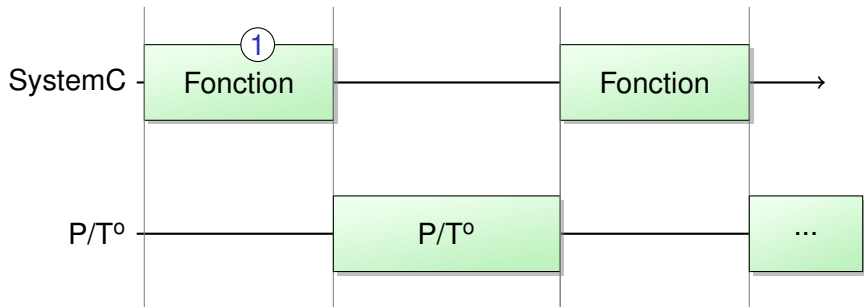 1
SystemC Fonction Fonction
P/Tº P/Tº ...